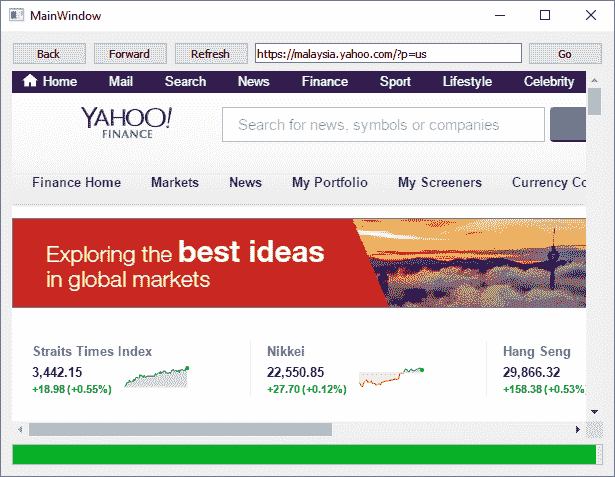 MainWindow
Back Forward Refresh https://malaysia.yahoo.com/?p=us Go
Home Mail Search News Finance Sport Lifestyle Celebrity
YAHOO!
FINANCE
Search for news, symbols or companies
Finance Home Markets News My Portfolio My Screeners Currency Co
Exploring the best ideas
in global markets
Straits Times Index Nikkei Hang Seng
3,442.15 22,550.85 29,866.32
+18.98 (+0.55%) +27.70 (+0.12%) +158.38 (+0.53%